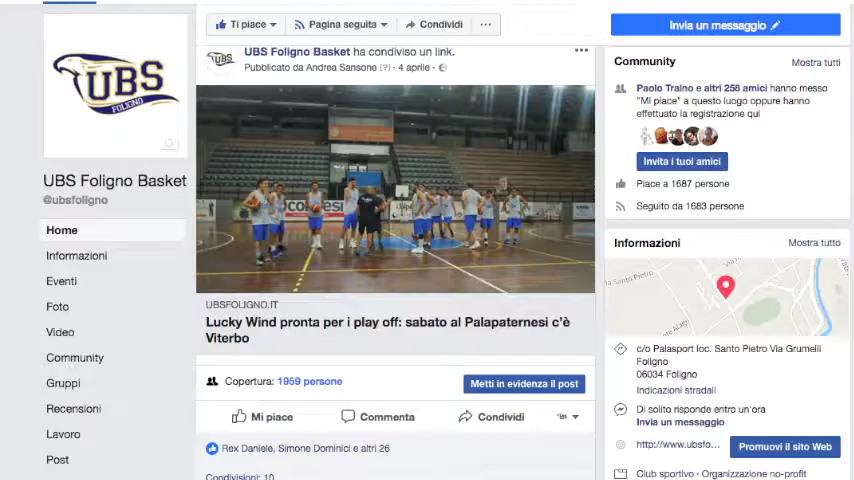 Ti piace
Pagina seguita
Condividi
Invia un messaggio
UBS
FOLIGNO
UBS Foligno Basket
@ubsfoligno
Home
Informazioni
Eventi
Foto
Video
Community
Gruppi
Recensioni
Lavoro
Post
UBS Foligno Basket ha condiviso un link.
Pubblicato da Andrea Sansone [?] · 4 aprile ·
UBSFOLIGNO.IT
Lucky Wind pronta per i play off: sabato al Palapaternesi c'è
Viterbo
Copertura: 1959 persone
Metti in evidenza il post
Mi piace
Commenta
Condividi
Rex Daniele, Simone Dominici e altri 26
Condivisioni: 10
Community
Mostra tutti
Paolo Traino e altri 258 amici hanno messo
"Mi piace" a questo luogo oppure hanno
effettuato la registrazione qui
Invita i tuoi amici
Piace a 1687 persone
Seguito da 1683 persone
Informazioni
Mostra tutto
c/o Palasport loc. Santo Pietro Via Grumelli
Foligno
06034 Foligno
Indicazioni stradali
Di solito risponde entro un'ora
Invia un messaggio
http://www.ubsfo...
Promuovi il sito Web
Club sportivo · Organizzazione no-profit